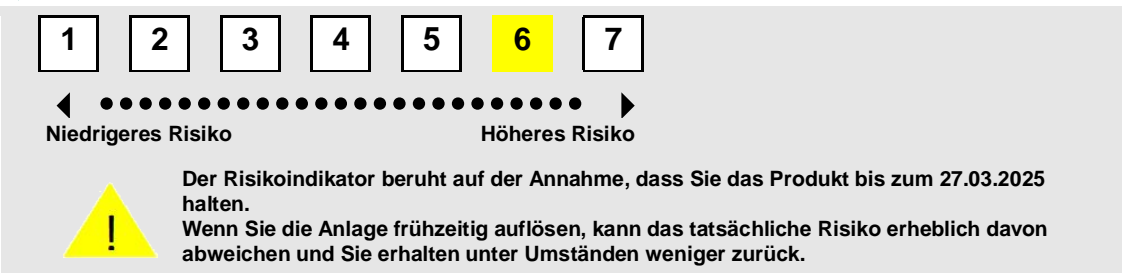 1 2 3 4 5 6 7
Niedrigeres Risiko Höheres Risiko
Der Risikoindikator beruht auf der Annahme, dass Sie das Produkt bis zum 27.03.2025
halten.
Wenn Sie die Anlage frühzeitig auflösen, kann das tatsächliche Risiko erheblich davon
abweichen und Sie erhalten unter Umständen weniger zurück.
!